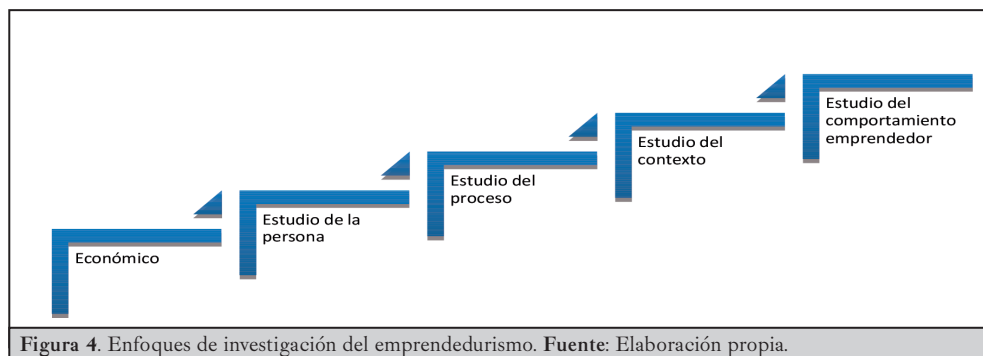 Económico
Estudio de la
persona
Estudio del
proceso
Estudio del
contexto
Estudio del
comportamiento
emprendedor
Figura 4. Enfoques de investigación del emprendedurismo. Fuente: Elaboración propia.